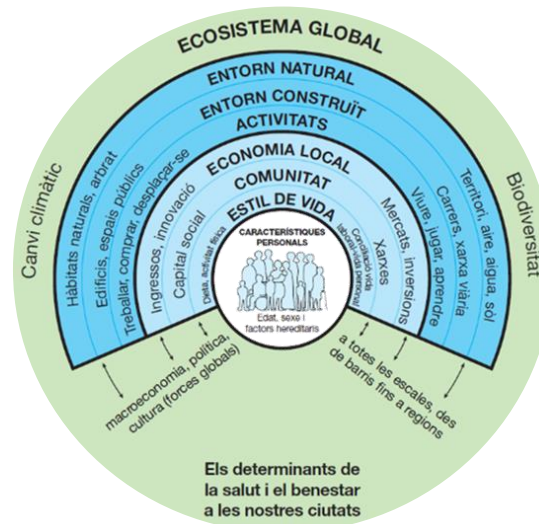 ECOSISTEMA GLOBAL
Canvi climàtic
Biodiversitat
ENTORN NATURAL
Hàbitats naturals, arbrat
Territori, aire, aigua, sòl
ENTORN CONSTRUÏT
Edificis, espais públics
Carrers, xarxa viària
ACTIVITATS
Treballar, comprar, desplaçar-se
Viure, jugar, aprendre
ECONOMIA LOCAL
Ingressos, innovació
Mercats, inversions
COMUNITAT
Capital social
Xarxes
ESTIL DE VIDA
Dieta, activitat física
Conciliació vida
laboral/vida personal
CARACTERÍSTIQUES
PERSONALS
Edat, sexe i
factors hereditaris
macroeconomia, política,
cultura (forces globals)
a totes les escales, des
de barris fins a regions
Els determinants de
la salut i el benestar
a les nostres ciutats